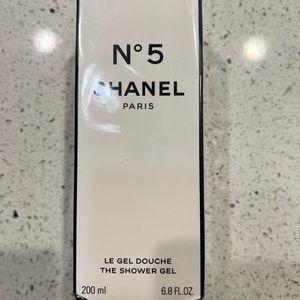 N°5
CHANEL
PARIS
LE GEL DOUCHE
THE SHOWER GEL
200 ml 6.8 FL.OZ.